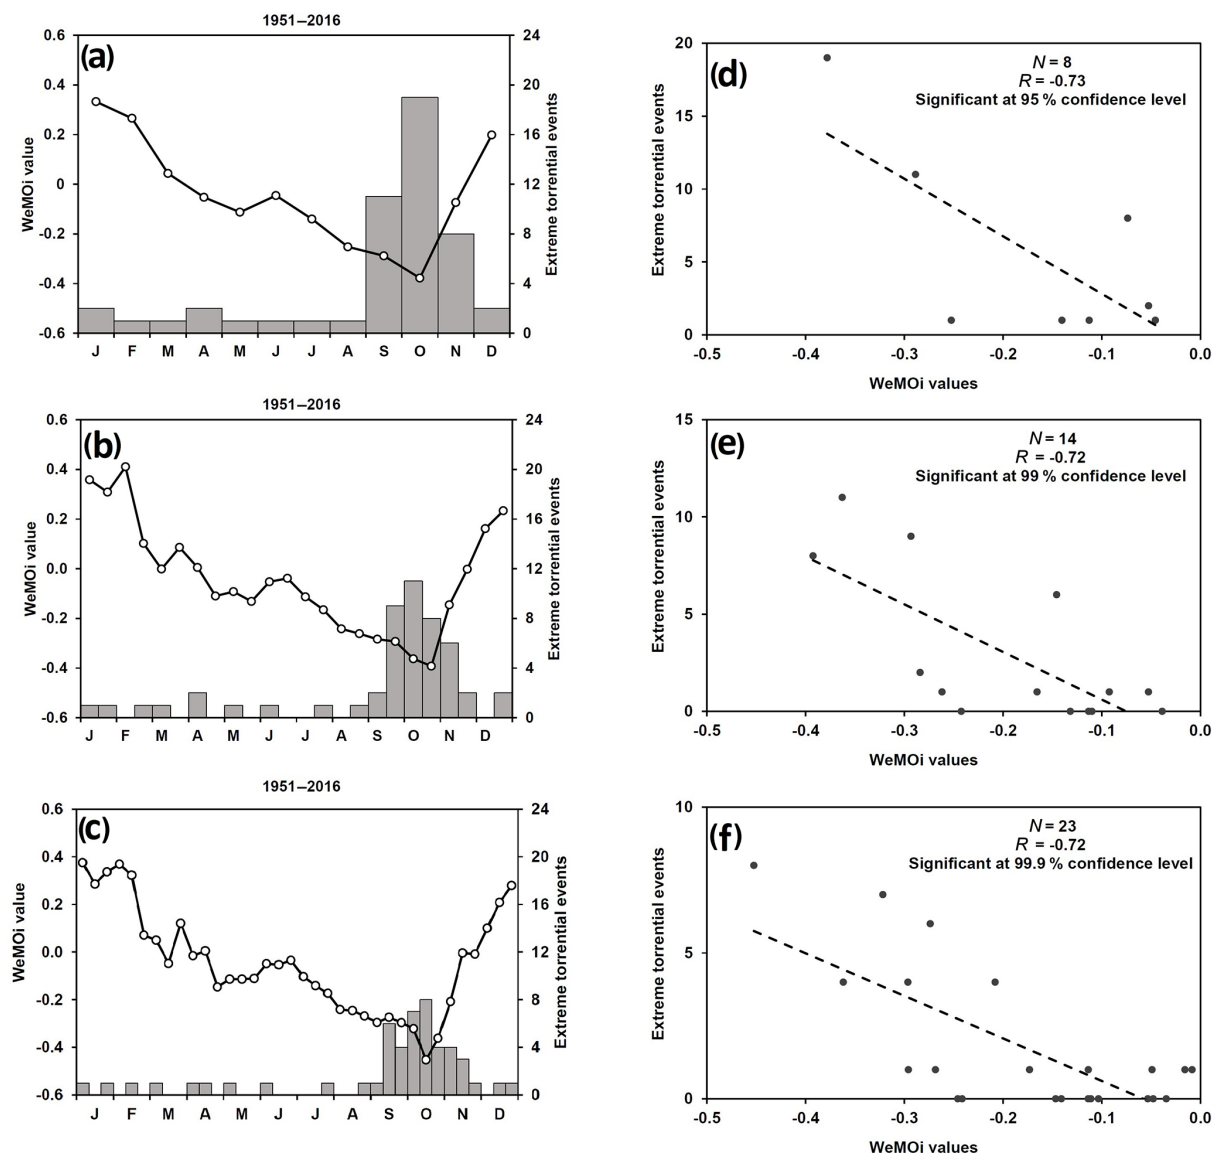 1951–2016
(a)
WeMOi value
0.6
0.4
0.2
0
-0.2
-0.4
-0.6
24
20
16
12
8
4
0
Extreme torrential events
J F M A M J J A S O N D
(d)
N = 8
R = -0.73
Significant at 95 % confidence level
Extreme torrential events
20
15
10
5
0
-0.5 -0.4 -0.3 -0.2 -0.1 0.0
WeMOi values
1951–2016
(b)
WeMOi value
0.6
0.4
0.2
0.0
-0.2
-0.4
-0.6
24
20
16
12
8
4
0
Extreme torrential events
J F M A M J J A S O N D
(e)
N = 14
R = -0.72
Significant at 99 % confidence level
Extreme torrential events
15
10
5
0
-0.5 -0.4 -0.3 -0.2 -0.1 0.0
WeMOi values
1951–2016
(c)
WeMOi value
0.6
0.4
0.2
0.0
-0.2
-0.4
-0.6
24
20
16
12
8
4
0
Extreme torrential events
J F M A M J J A S O N D
(f)
N = 23
R = -0.72
Significant at 99.9 % confidence level
Extreme torrential events
10
5
0
-0.5 -0.4 -0.3 -0.2 -0.1 0.0
WeMOi values